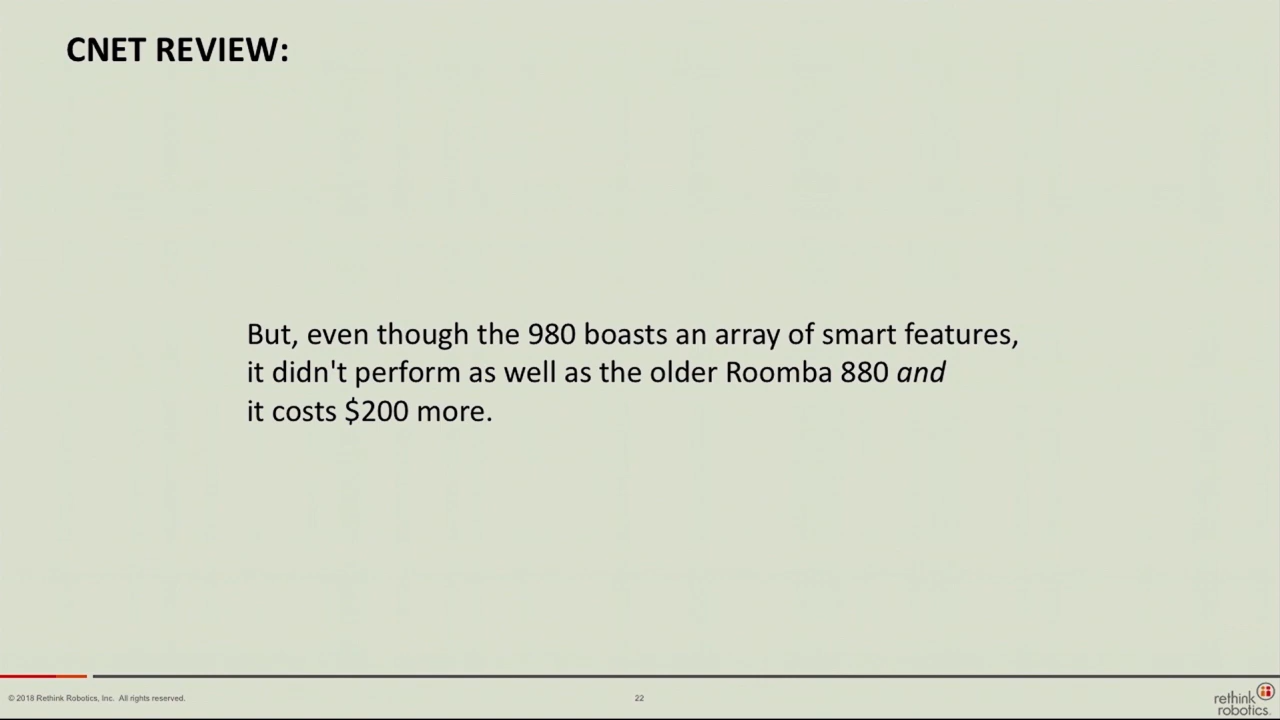 CNET REVIEW:
But, even though the 980 boasts an array of smart features,
it didn't perform as well as the older Roomba 880 and
it costs $200 more.
© 2018 Rethink Robotics, Inc. All rights reserved.
22
rethink
robotics.